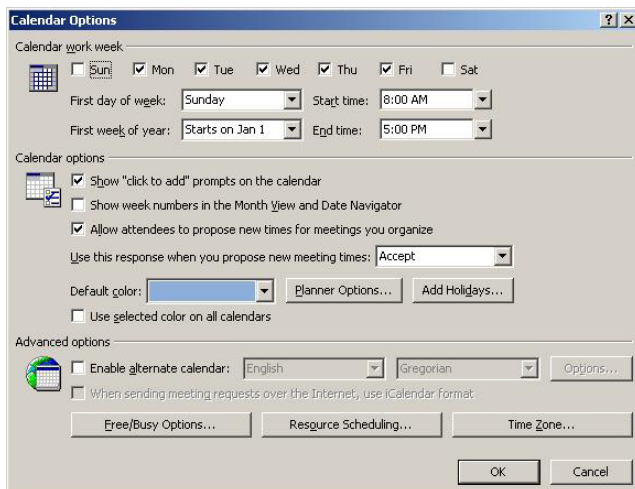 Calendar Options
Calendar work week
Sun Mon Tue Wed Thu Fri Sat
First day of week: Sunday Start time: 8:00 AM
First week of year: Starts on Jan 1 End time: 5:00 PM
Calendar options
Show "click to add" prompts on the calendar
Show week numbers in the Month View and Date Navigator
Allow attendees to propose new times for meetings you organize
Use this response when you propose new meeting times: Accept
Default color: Planner Options... Add Holidays...
Use selected color on all calendars
Advanced options
Enable alternate calendar: English Gregorian Options...
When sending meeting requests over the Internet, use iCalendar format
Free/Busy Options... Resource Scheduling... Time Zone...
OK Cancel